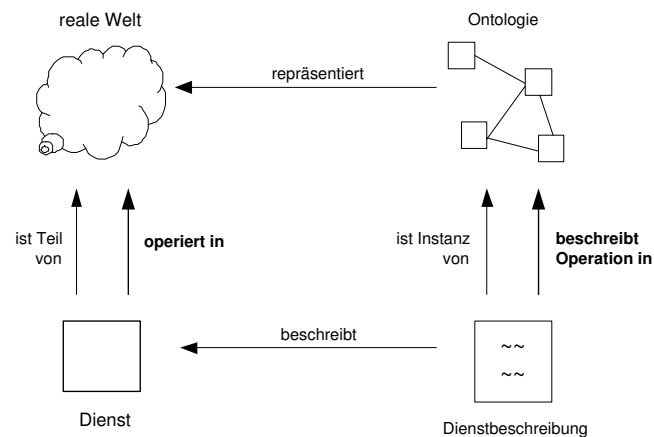 reale Welt
Ontologie
repräsentiert
ist Teil
von
operiert in
ist Instanz
von
beschreibt
Operation in
beschreibt
~~
~~
Dienst
Dienstbeschreibung